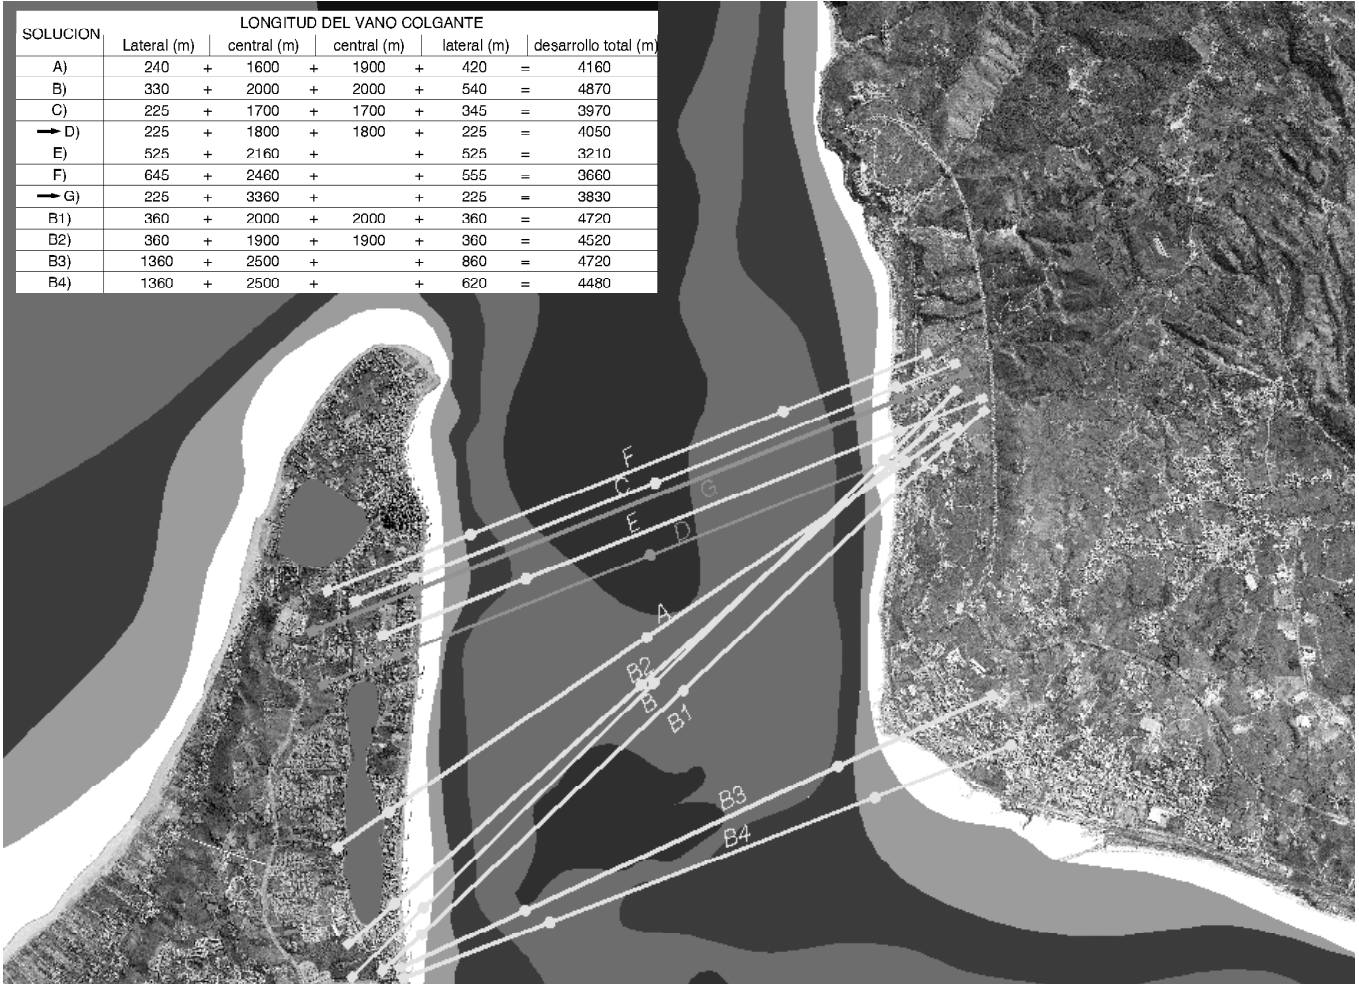 LONGITUD DEL VANO COLGANTE
SOLUCION Lateral (m) central (m) central (m) lateral (m) desarrollo total (m)
A) 240 + 1600 + 1900 + 420 = 4160
B) 330 + 2000 + 2000 + 540 = 4870
C) 225 + 1700 + 1700 + 345 = 3970
→ D) 225 + 1800 + 1800 + 225 = 4050
E) 525 + 2160 + + 525 = 3210
F) 645 + 2460 + + 555 = 3660
→ G) 225 + 3360 + + 225 = 3830
B1) 360 + 2000 + 2000 + 360 = 4720
B2) 360 + 1900 + 1900 + 360 = 4520
B3) 1360 + 2500 + + 860 = 4720
B4) 1360 + 2500 + + 620 = 4480
F
C
G
E
D
A
B2
B
B1
B3
B4